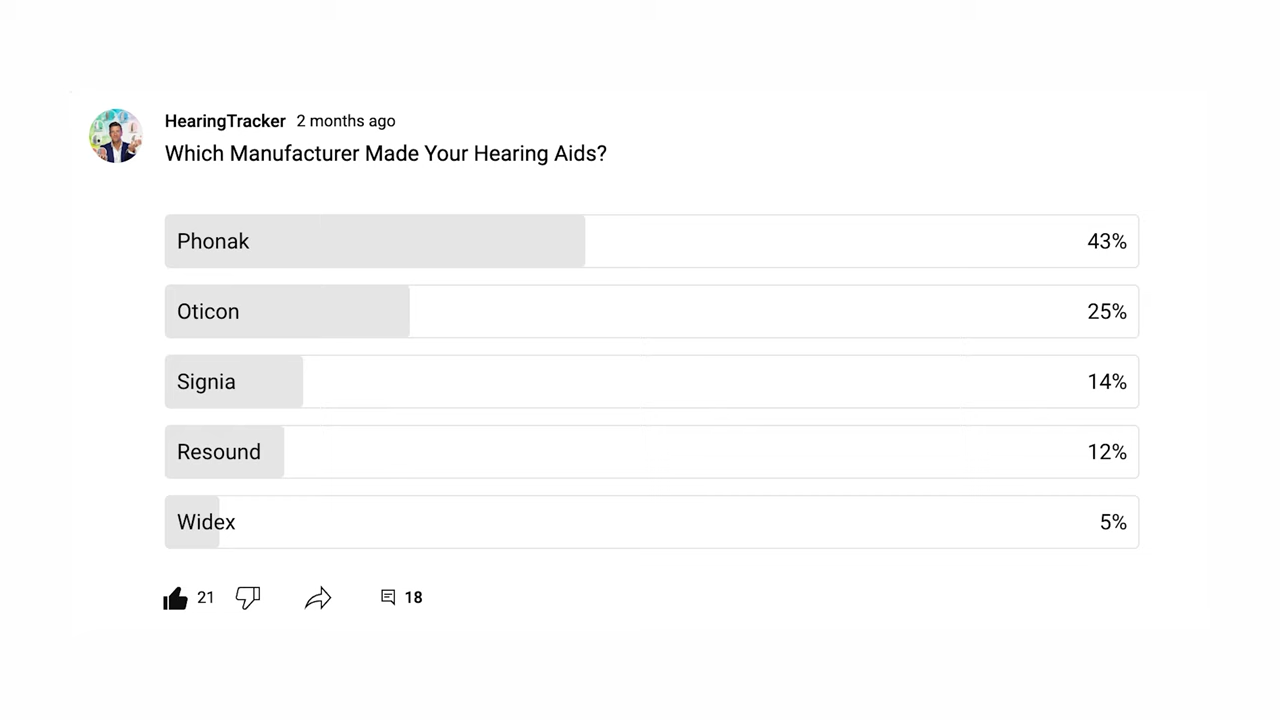 HearingTracker 2 months ago
Which Manufacturer Made Your Hearing Aids?
Phonak 43%
Oticon 25%
Signia 14%
Resound 12%
Widex 5%
21 18